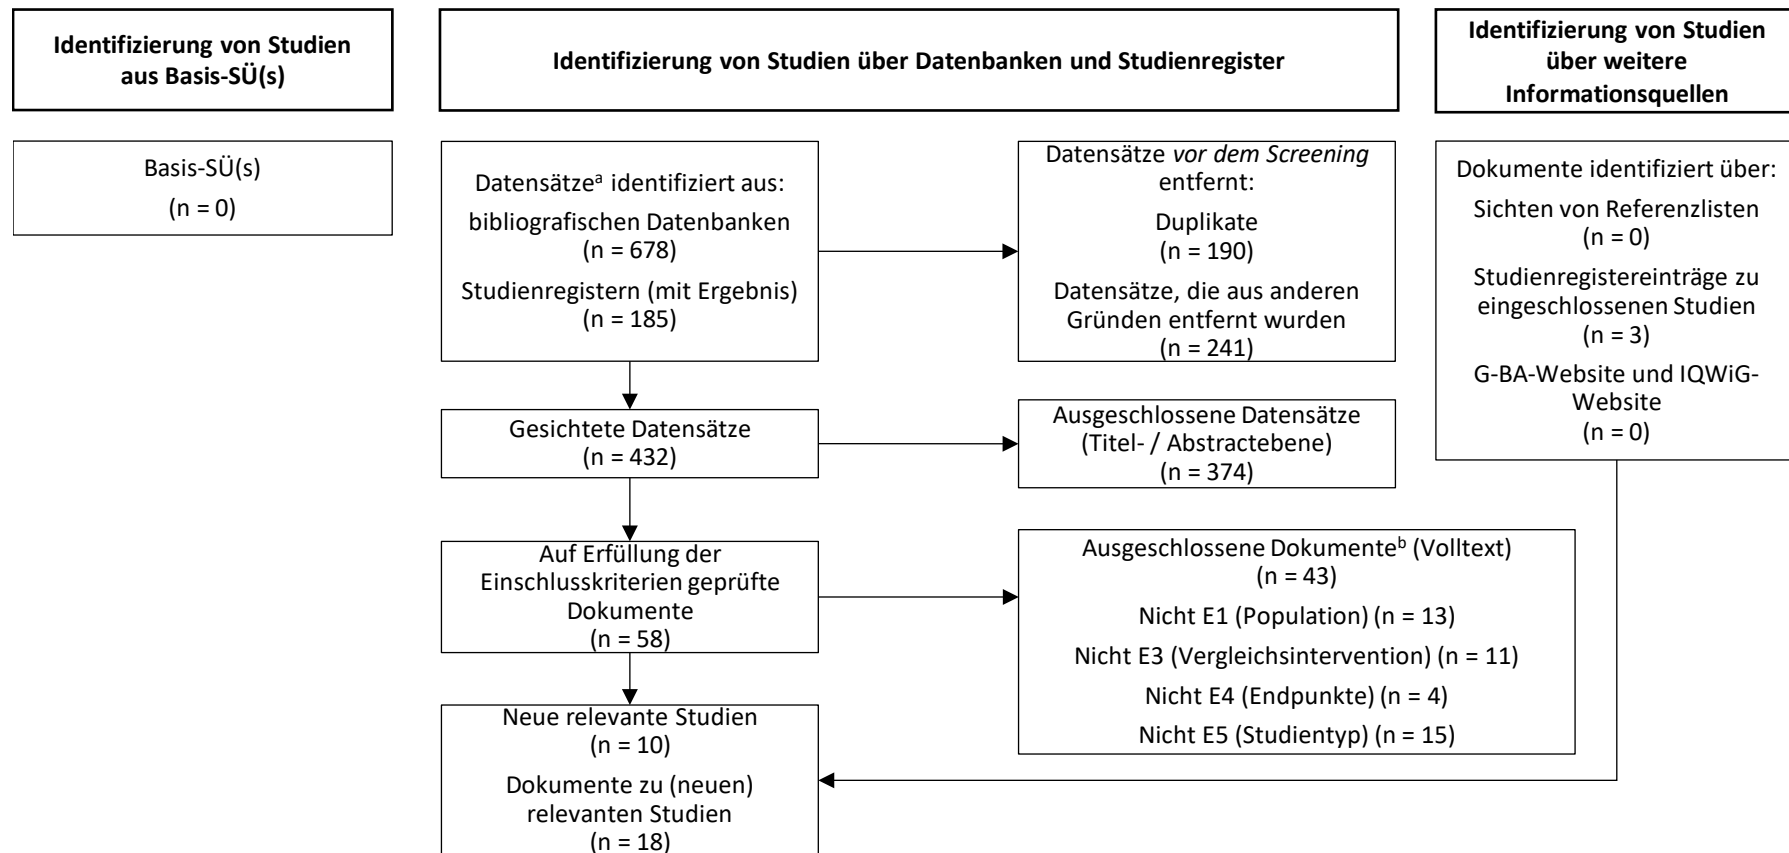 Identifizierung von Studien
aus Basis-SÜ(s)
Identifizierung von Studien über Datenbanken und Studienregister
Identifizierung von Studien
über weitere
Informationsquellen
Basis-SÜ(s)
(n = 0)
Datensätzeᵃ identifiziert aus:
bibliografischen Datenbanken
(n = 678)
Studienregistern (mit Ergebnis)
(n = 185)
Datensätze vor dem Screening
entfernt:
Duplikate
(n = 190)
Datensätze, die aus anderen
Gründen entfernt wurden
(n = 241)
Dokumente identifiziert über:
Sichten von Referenzlisten
(n = 0)
Studienregistereinträge zu
eingeschlossenen Studien
(n = 3)
G-BA-Website und IQWiG-
Website
(n = 0)
Gesichtete Datensätze
(n = 432)
Ausgeschlossene Datensätze
(Titel- / Abstractebene)
(n = 374)
Auf Erfüllung der
Einschlusskriterien geprüfte
Dokumente
(n = 58)
Ausgeschlossene Dokumenteᵇ (Volltext)
(n = 43)
Nicht E1 (Population) (n = 13)
Nicht E3 (Vergleichsintervention) (n = 11)
Nicht E4 (Endpunkte) (n = 4)
Nicht E5 (Studientyp) (n = 15)
Neue relevante Studien
(n = 10)
Dokumente zu (neuen)
relevanten Studien
(n = 18)